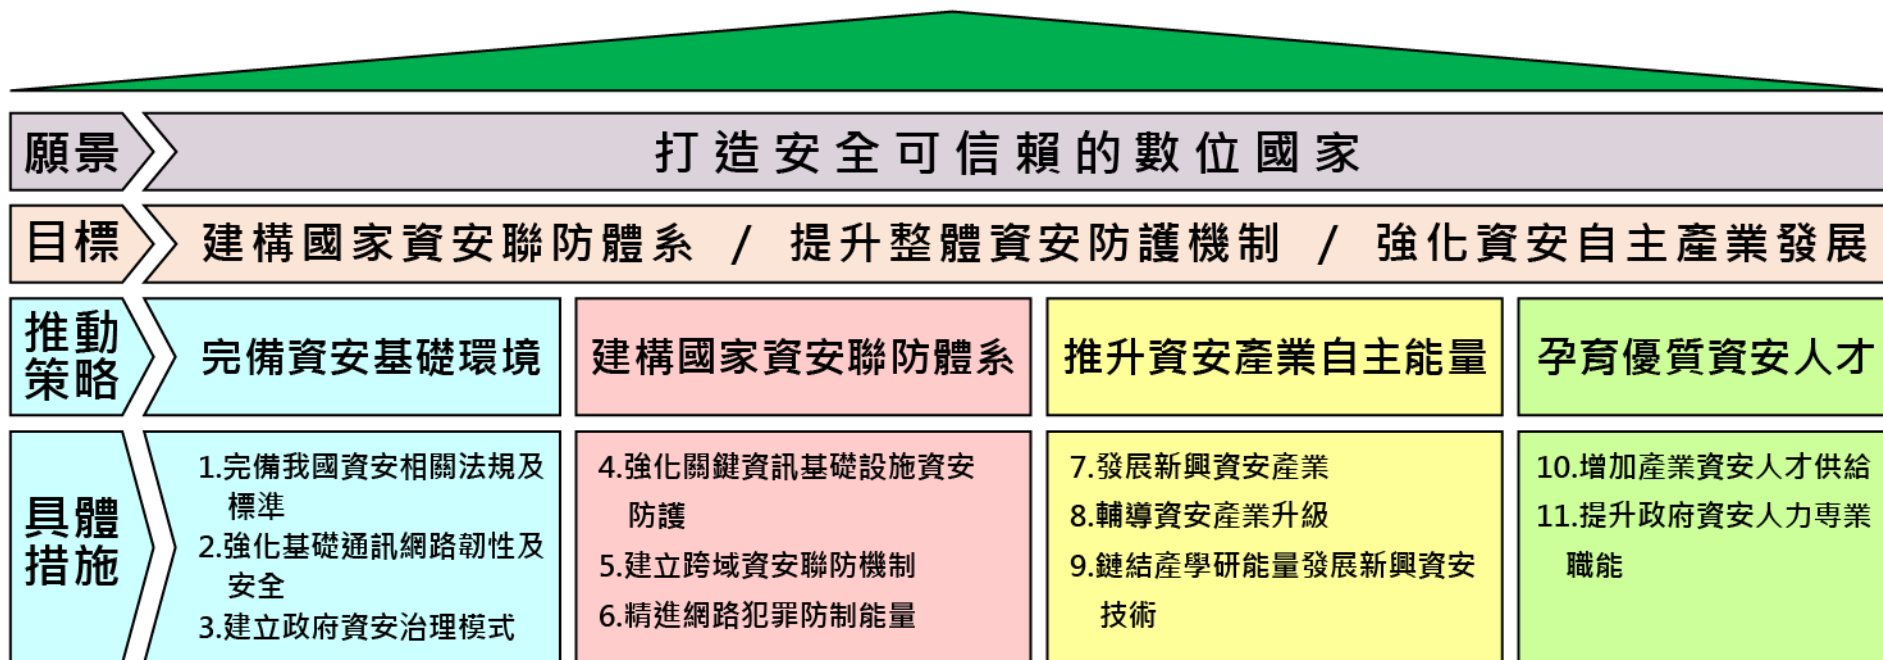 願景
打造安全可信賴的數位國家
目標
建構國家資安聯防體系 / 提升整體資安防護機制 / 強化資安自主產業發展
推動
策略
完備資安基礎環境
建構國家資安聯防體系
推升資安產業自主能量
孕育優質資安人才
具體
措施
1.完備我國資安相關法規及
標準
2.強化基礎通訊網路韌性及
安全
3.建立政府資安治理模式
4.強化關鍵資訊基礎設施資安
防護
5.建立跨域資安聯防機制
6.精進網路犯罪防制能量
7.發展新興資安產業
8.輔導資安產業升級
9.鏈結產學研能量發展新興資安
技術
10.增加產業資安人才供給
11.提升政府資安人力專業
職能